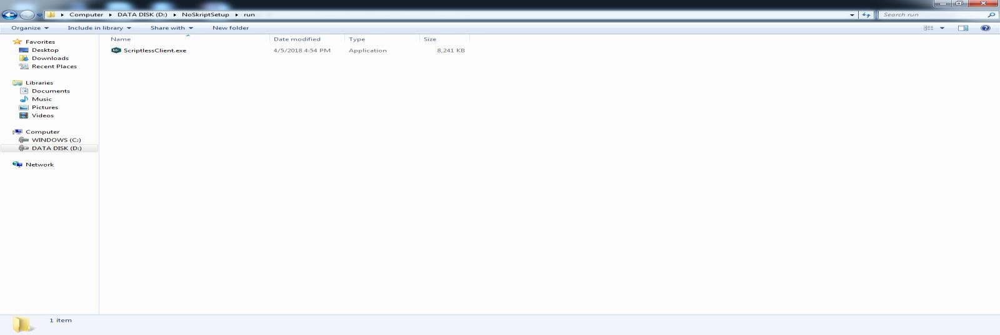 Computer DATA DISK (D:) NoSkriptSetup run
Search run
Organize Include in library Share with New folder
Name Date modified Type Size
ScriptlessClient.exe 4/5/2018 4:54 PM Application 8,241 KB
Favorites
Desktop
Downloads
Recent Places
Libraries
Documents
Music
Pictures
Videos
Computer
WINDOWS (C:)
DATA DISK (D:)
Network
1 item